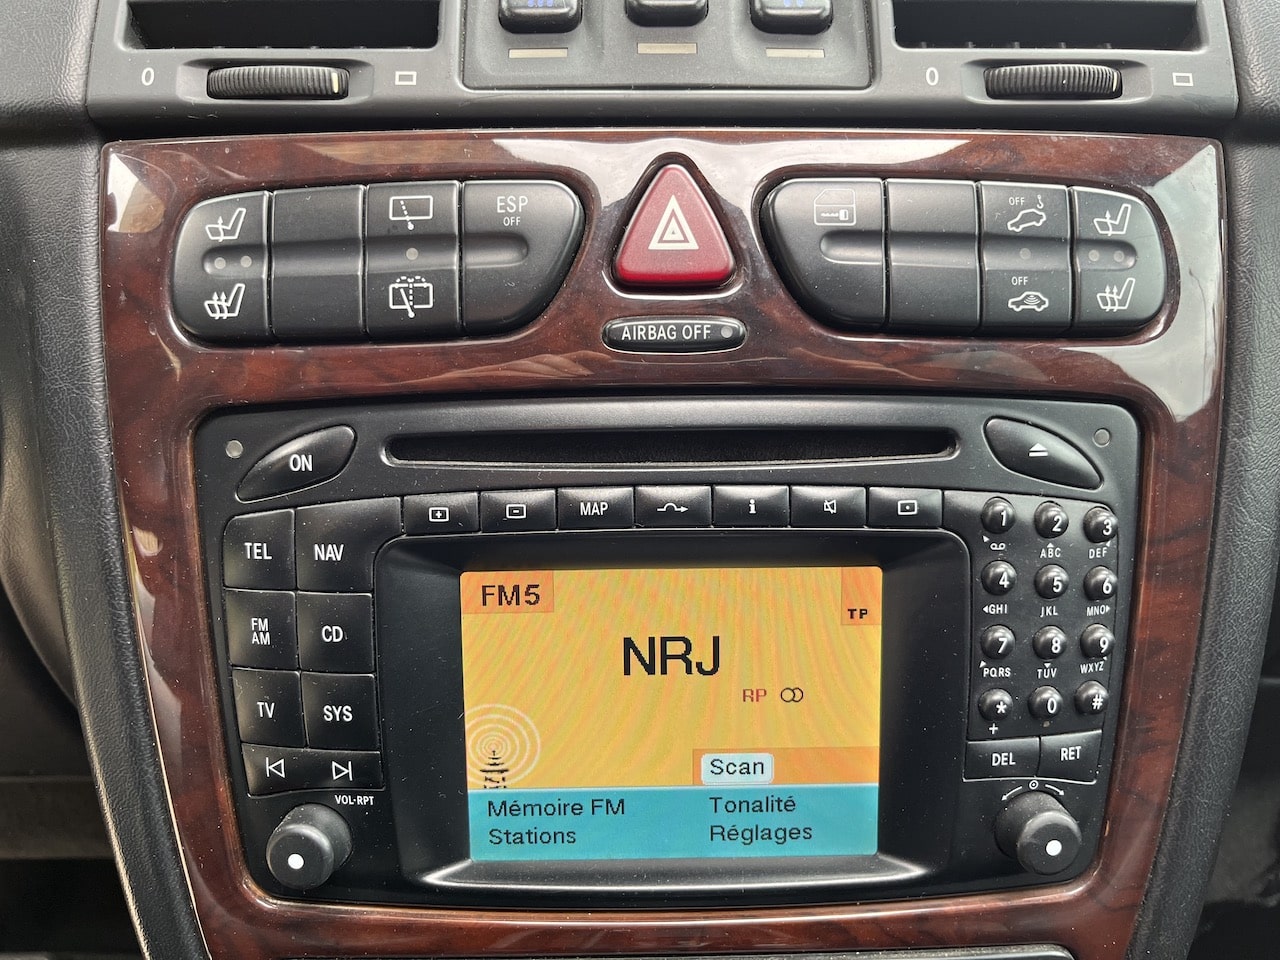 0
0
ESP
OFF
OFF
OFF
AIRBAG OFF
ON
MAP
i
TEL
NAV
FM
AM
CD
TV
SYS
VOL-RPT
FM5
TP
NRJ
RP
Scan
Mémoire FM
Tonalité
Stations
Réglages
1 2 3
ABC DEF
4 5 6
GHI JKL MNO
7 8 9
PQRS TUV WXYZ
* 0 #
+
DEL
RET